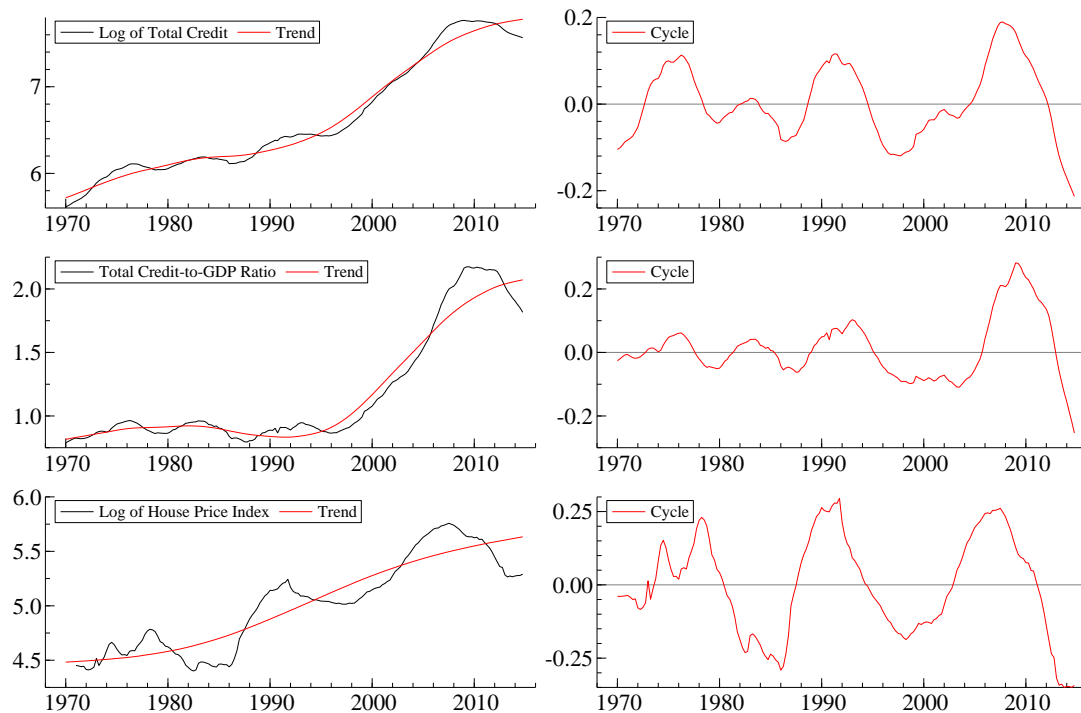 Log of Total Credit Trend
7
6
1970 1980 1990 2000 2010
Cycle
0.2
0.0
-0.2
1970 1980 1990 2000 2010
Total Credit-to-GDP Ratio Trend
2.0
1.5
1.0
1970 1980 1990 2000 2010
Cycle
0.2
0.0
-0.2
1970 1980 1990 2000 2010
Log of House Price Index Trend
6.0
5.5
5.0
4.5
1970 1980 1990 2000 2010
Cycle
0.25
0.00
-0.25
1970 1980 1990 2000 2010